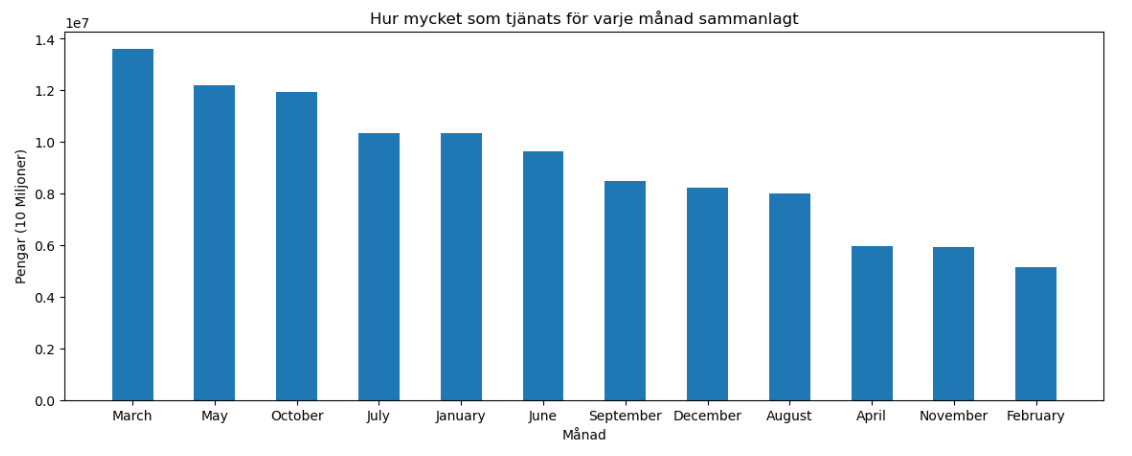 Hur mycket som tjänats för varje månad sammanlagt
1e7
1.4
1.2
1.0
0.8
0.6
0.4
0.2
0.0
Pengar (10 Miljoner)
March May October July January June September December August April November February
Månad